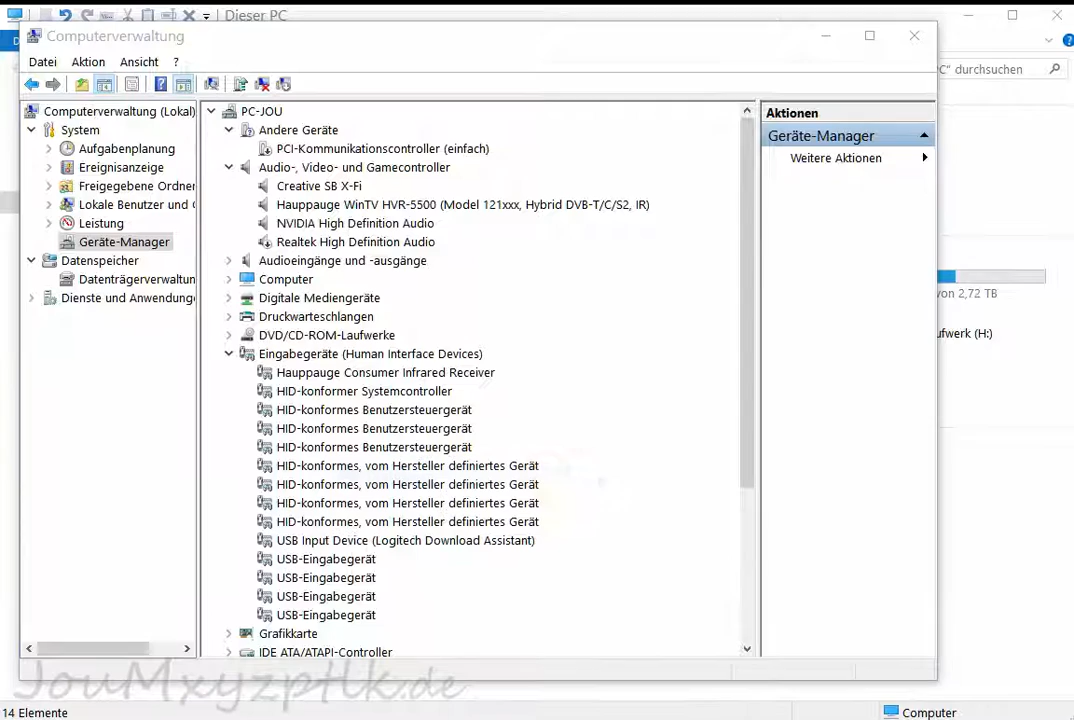 Dieser PC
Computerverwaltung
Datei Aktion Ansicht ?
C" durchsuchen
Computerverwaltung (Lokal)
System
Aufgabenplanung
Ereignisanzeige
Freigegebene Ordner
Lokale Benutzer und G
Leistung
Geräte-Manager
Datenspeicher
Datenträgerverwaltun
Dienste und Anwendung
PC-JOU
Andere Geräte
PCI-Kommunikationscontroller (einfach)
Audio-, Video- und Gamecontroller
Creative SB X-Fi
Hauppauge WinTV HVR-5500 (Model 121xxx, Hybrid DVB-T/C/S2, IR)
NVIDIA High Definition Audio
Realtek High Definition Audio
Audioeingänge und -ausgänge
Computer
Digitale Mediengeräte
Druckwarteschlangen
DVD/CD-ROM-Laufwerke
Eingabegeräte (Human Interface Devices)
Hauppauge Consumer Infrared Receiver
HID-konformer Systemcontroller
HID-konformes Benutzersteuergerät
HID-konformes Benutzersteuergerät
HID-konformes Benutzersteuergerät
HID-konformes, vom Hersteller definiertes Gerät
HID-konformes, vom Hersteller definiertes Gerät
HID-konformes, vom Hersteller definiertes Gerät
HID-konformes, vom Hersteller definiertes Gerät
USB Input Device (Logitech Download Assistant)
USB-Eingabegerät
USB-Eingabegerät
USB-Eingabegerät
USB-Eingabegerät
Grafikkarte
IDE ATA/ATAPI-Controller
Aktionen
Geräte-Manager
Weitere Aktionen
von 2,72 TB
ufwerk (H:)
JouMxyzptlk.de
14 Elemente
Computer